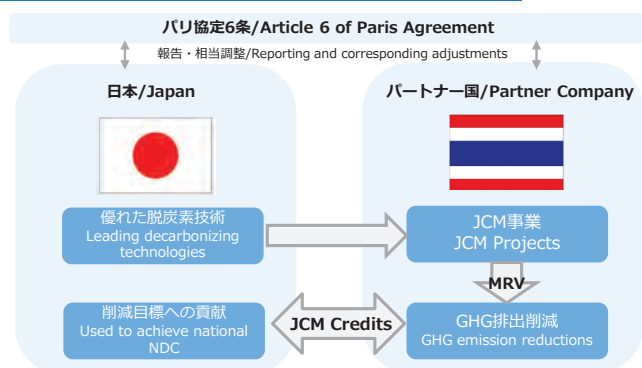 パリ協定6条/Article 6 of Paris Agreement
報告・相当調整/Reporting and corresponding adjustments
日本/Japan
パートナー国/Partner Company
優れた脱炭素技術
Leading decarbonizing
technologies
JCM事業
JCM Projects
MRV
削減目標への貢献
Used to achieve national
NDC
JCM Credits
GHG排出削減
GHG emission reductions